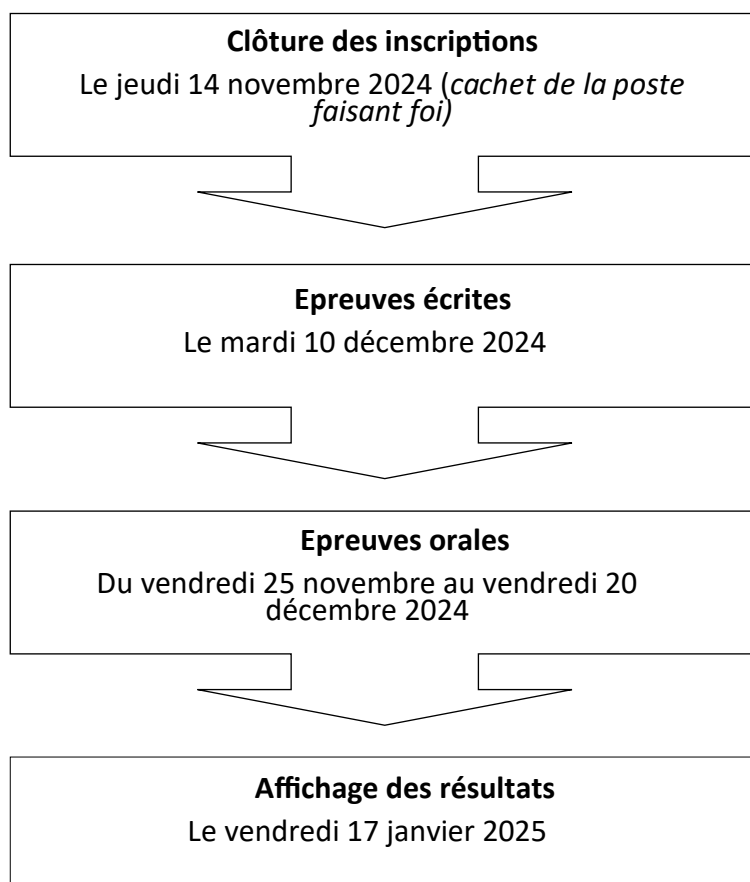 Clôture des inscriptions
Le jeudi 14 novembre 2024 (cachet de la poste
faisant foi)
Epreuves écrites
Le mardi 10 décembre 2024
Epreuves orales
Du vendredi 25 novembre au vendredi 20
décembre 2024
Affichage des résultats
Le vendredi 17 janvier 2025